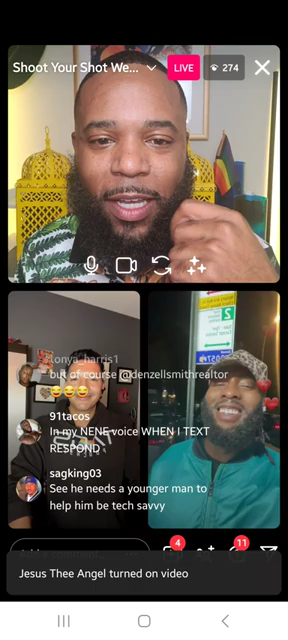 Shoot Your Shot We...
LIVE
274
tonya_harris1
but of course @denzellsmithrealtor
😂😂😂
91tacos
In my NENE voice WHEN I TEXT
RESPOND
sagking03
See he needs a younger man to
help him be tech savvy
4
11
Jesus Thee Angel turned on video